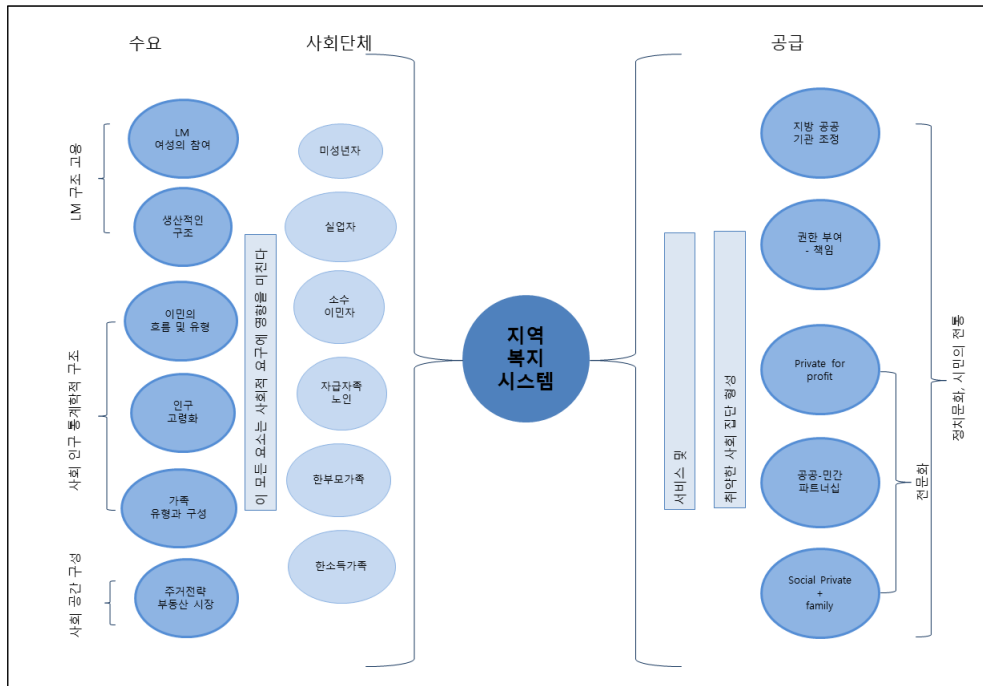 수요
사회단체
공급
LM 구조 고용
LM
여성의 참여
생산적인
구조
사회 인구 통계학적 구조
이민의
흐름 및 유형
인구
고령화
가족
유형과 구성
사회 공간 구성
주거전략
부동산 시장
이 모든 요소는 사회적 요구에 영향을 미친다
미성년자
실업자
소수
이민자
자급자족
노인
한부모가족
한소득가족
지역
복지
시스템
서비스 및
취약한 사회 집단 형성
지방 공공
기관 조정
권한 부여
- 책임
Private for
profit
공공-민간
파트너십
Social Private
+
family
전문화
정치문화, 시민의 전통